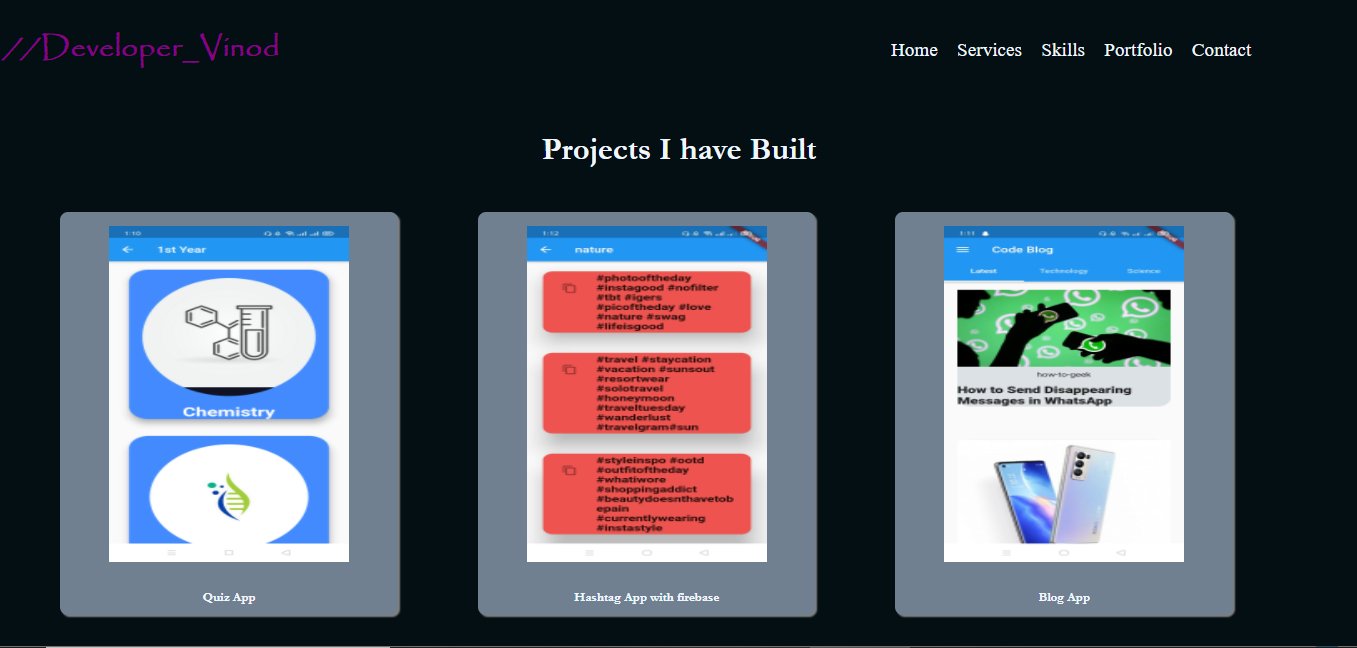 //Developer_Vinod
Home Services Skills Portfolio Contact
Projects I have Built
1:10
1st Year
Chemistry
Quiz App
1:12
nature
#photooftheday
#instagood #nofilter
#tbt #igers
#picoftheday #love
#nature #swag
#lifeisgood
#travel #staycation
#vacation #sunsout
#resortwear
#solotravel
#honeymoon
#traveltuesday
#wanderlust
#travelgram#sun
#styleinspo #ootd
#outfitoftheday
#whatiwore
#shoppingaddict
#beautydoesnthavetob
epain
#currentlywearing
#instastyle
Hashtag App with firebase
1:11
Code Blog
Latest Technology Science
how-to-geek
How to Send Disappearing
Messages in WhatsApp
Blog App